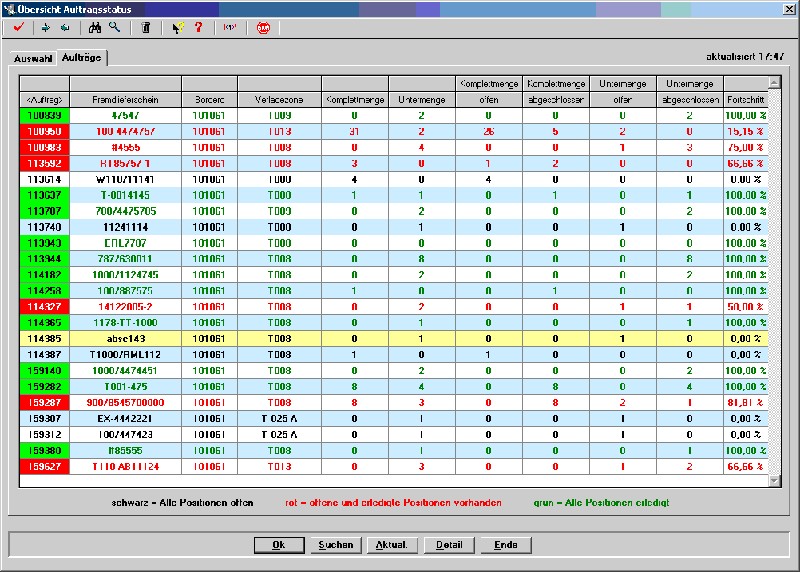 Übersicht Auftragsstatus
Auswahl Aufträge aktualisiert 17:47
Komplettmenge Komplettmenge Untermenge Untermenge
<Auftrag> Fremdlieferschein Bordero Verladezone Komplettmenge Untermenge offen abgeschlossen offen abgeschlossen Fortschritt
100839 47547 101061 T009 0 2 0 0 0 2 100,00 %
100950 100-4474757 101061 T013 31 2 26 5 2 0 15,15 %
100983 #4555 101061 T008 0 4 0 0 1 3 75,00 %
113592 RT85757-1 101061 T008 3 0 1 2 0 0 66,66 %
113614 W110/11141 101061 T000 4 0 4 0 0 0 0,00 %
113637 T-0014145 101061 T000 1 1 0 1 0 1 100,00 %
113707 700/4475705 101061 T009 0 2 0 0 0 2 100,00 %
113740 11241114 101061 T008 0 1 0 0 1 0 0,00 %
113943 101061 T008 0 0 0 0 0 0 100,00 %
113944 787/630011 101061 T008 0 8 0 0 0 8 100,00 %
114182 1000/1124745 101061 T008 0 2 0 0 0 2 100,00 %
114258 100/887575 101061 T008 1 0 0 1 0 0 100,00 %
114327 14122005-2 101061 T008 0 2 0 0 1 1 50,00 %
114365 1178-TT-1000 101061 T008 0 1 0 0 0 1 100,00 %
114385 absc143 101061 T008 0 1 0 0 1 0 0,00 %
114387 T1000/AML112 101061 T008 1 0 1 0 0 0 0,00 %
159140 1000/4474451 101061 T008 0 2 0 0 0 2 100,00 %
159282 T001-475 101061 T008 8 4 0 8 0 4 100,00 %
159287 900/8545700000 101061 T008 8 3 0 8 2 1 81,81 %
159307 EX-4442221 101061 T 025 A 0 1 0 0 1 0 0,00 %
159312 100/447423 101061 T 025 A 0 1 0 0 1 0 0,00 %
159380 #85555 101061 T008 0 1 0 0 0 1 100,00 %
159627 T110-AB11124 101061 T013 0 3 0 0 1 2 66,66 %
schwarz = Alle Positionen offen rot = offene und erledigte Positionen vorhanden grün = Alle Positionen erledigt
Ok Suchen Aktual. Detail Ende